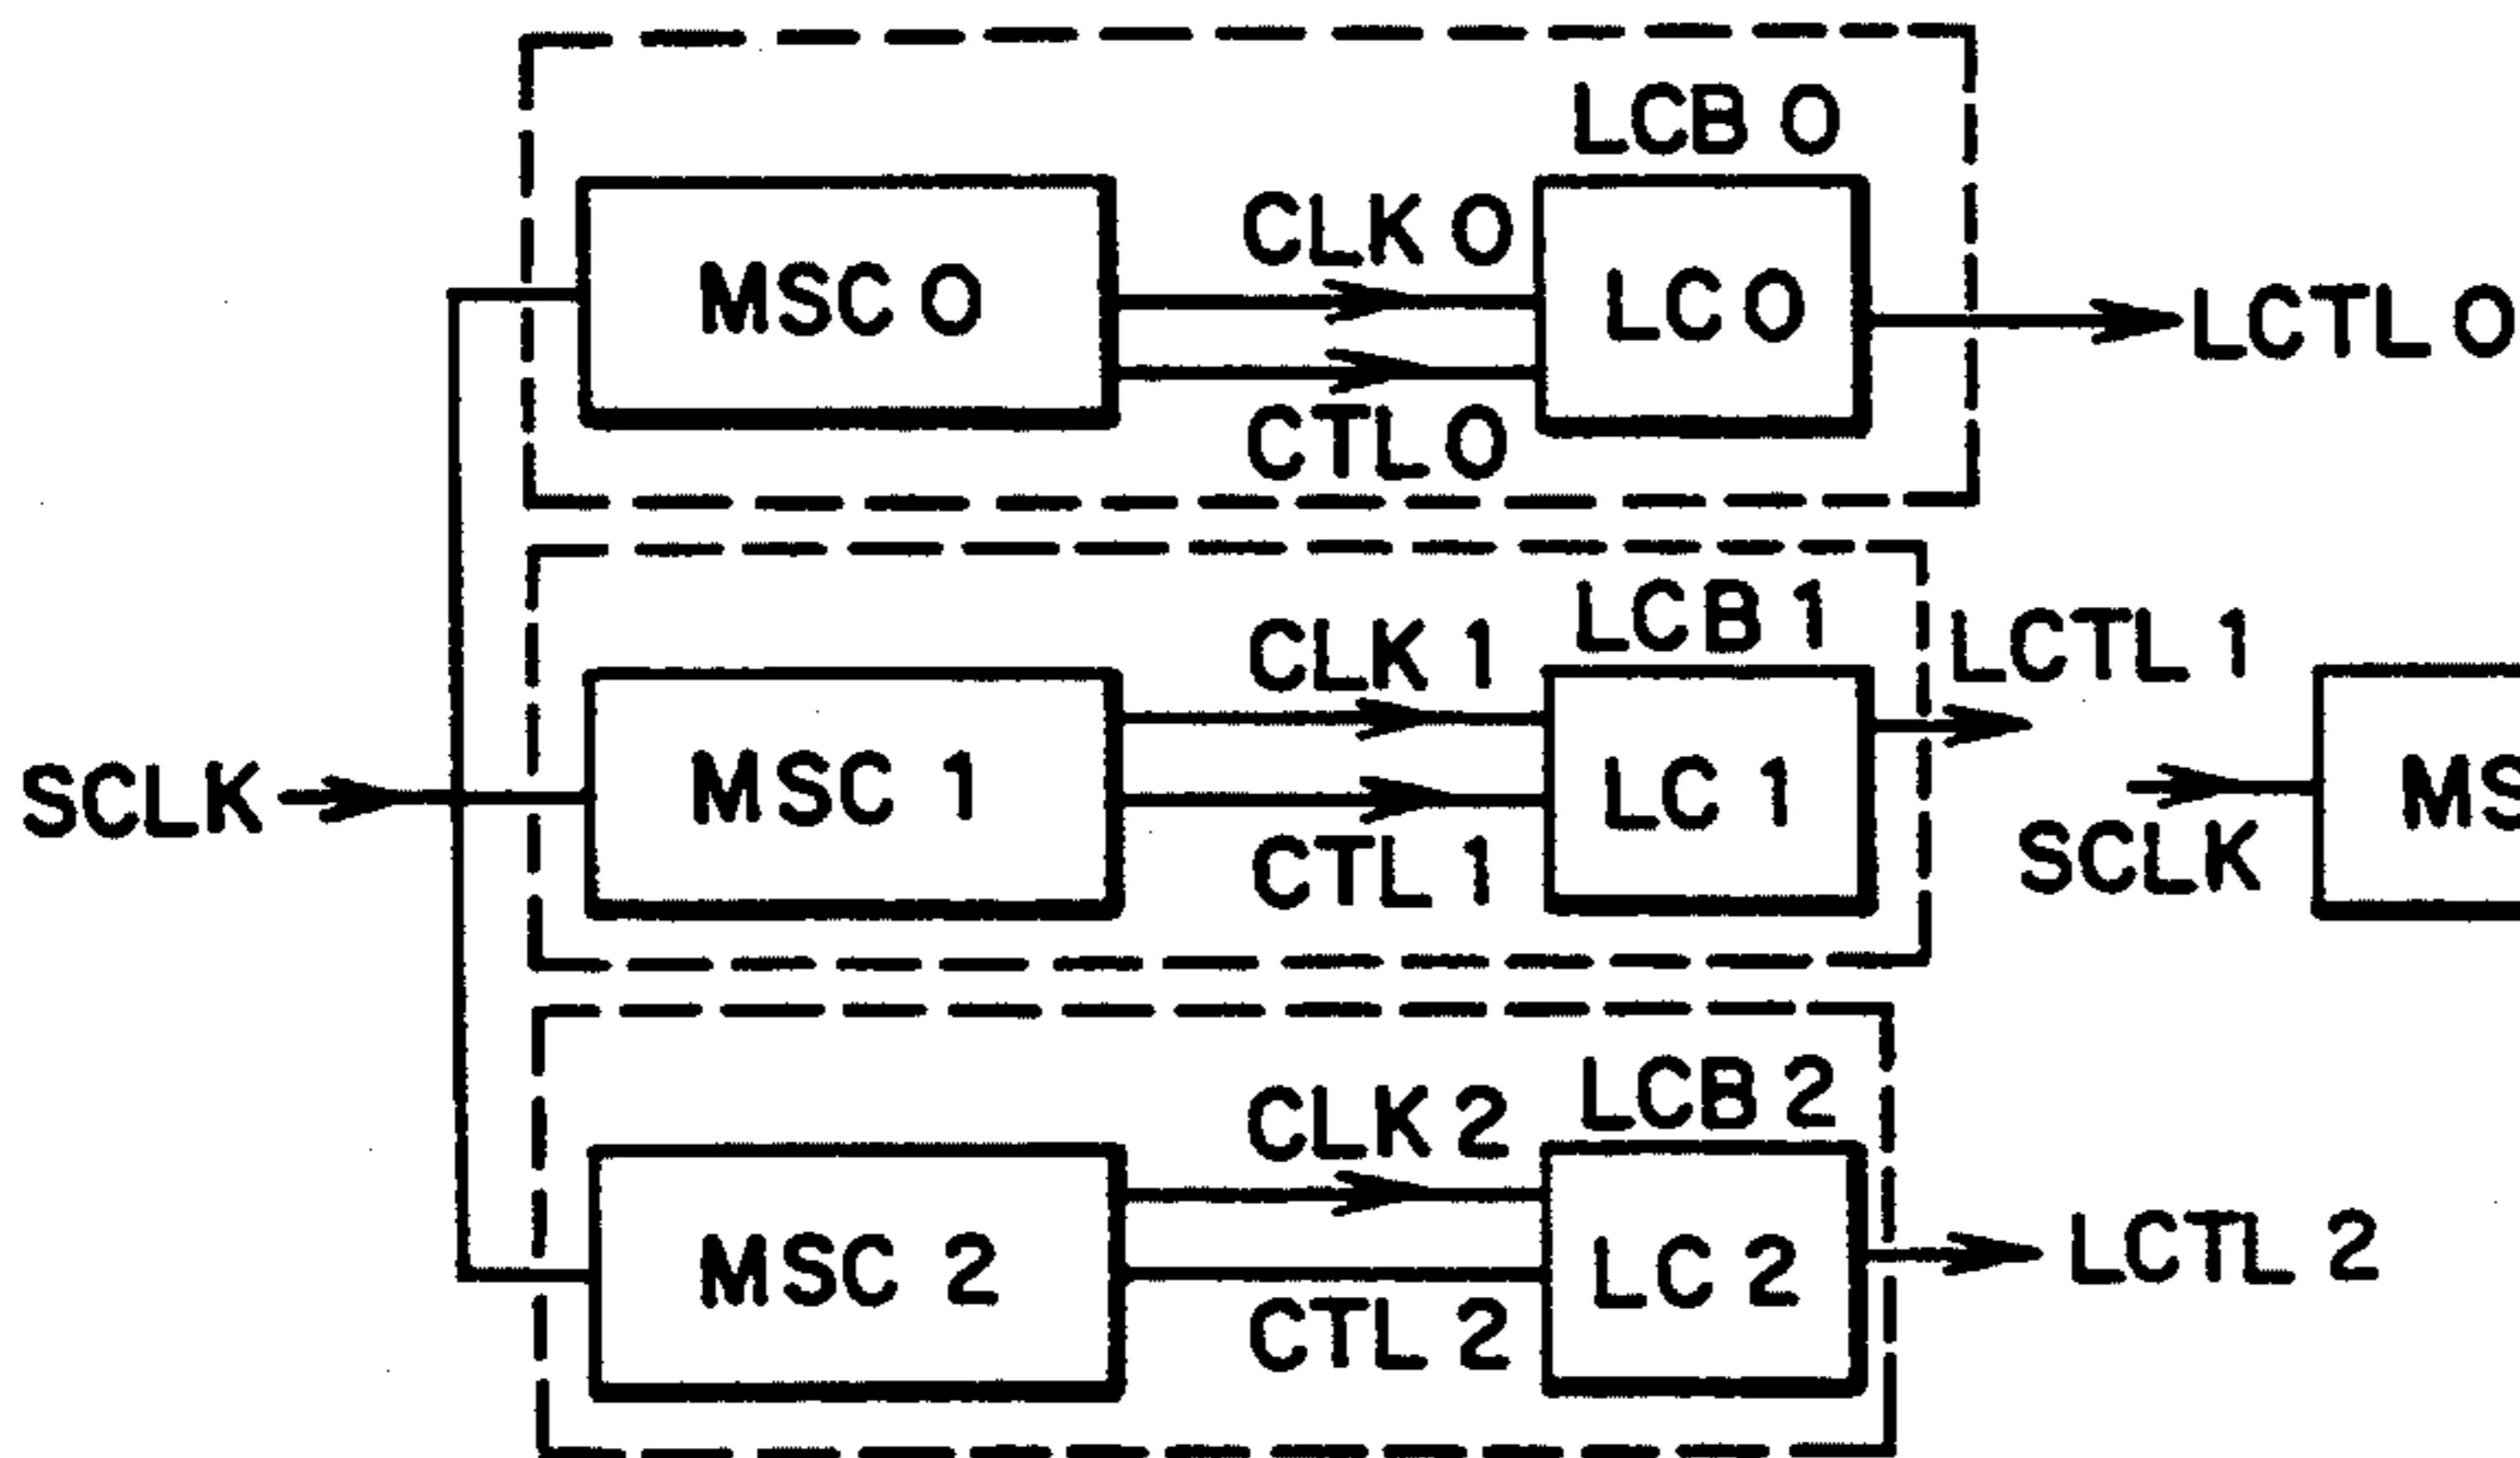 LCB 0
CLK 0
MSC 0
LC 0
LCTL 0
CTL 0
LCB 1
CLK 1
LCTL 1
MSC 1
LC 1
SCLK
CTL 1
SCLK
LCB 2
CLK 2
MSC 2
LC 2
LCTL 2
CTL 2